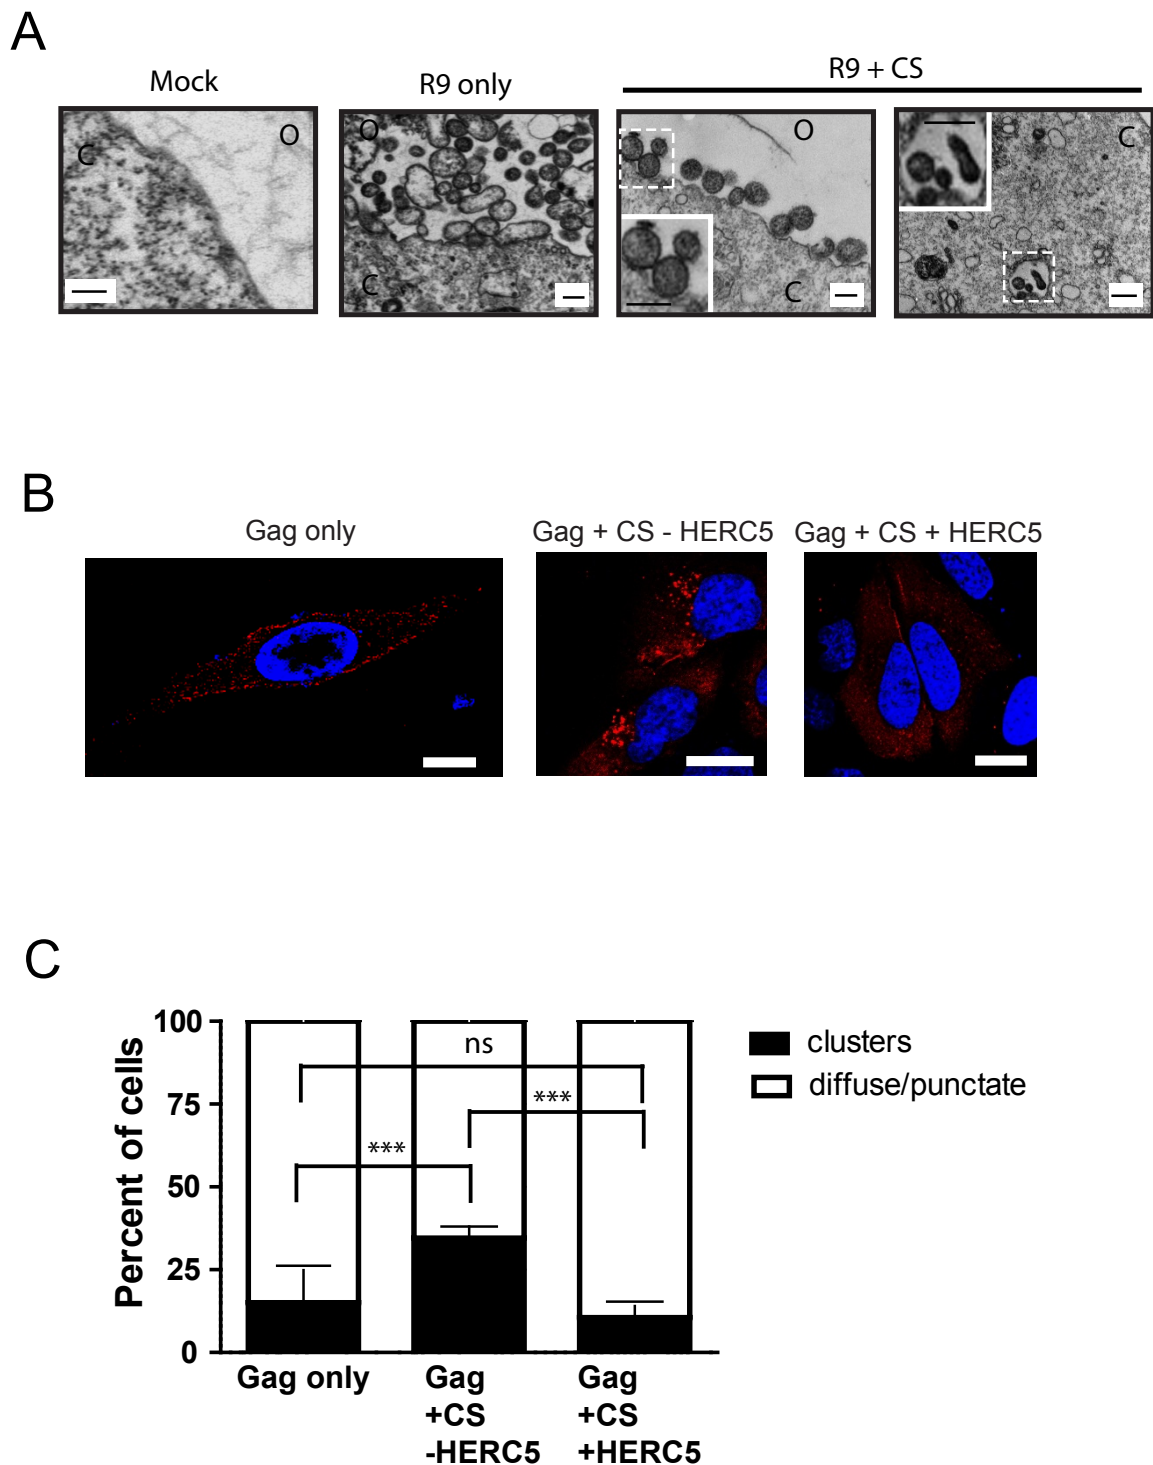 A
Mock
R9 only
R9 + CS
C
O
O
C
O
C
C
B
Gag only
Gag + CS - HERC5
Gag + CS + HERC5
C
Percent of cells
100
75
50
25
0
ns
***
***
clusters
diffuse/punctate
Gag only
Gag
+CS
-HERC5
Gag
+CS
+HERC5